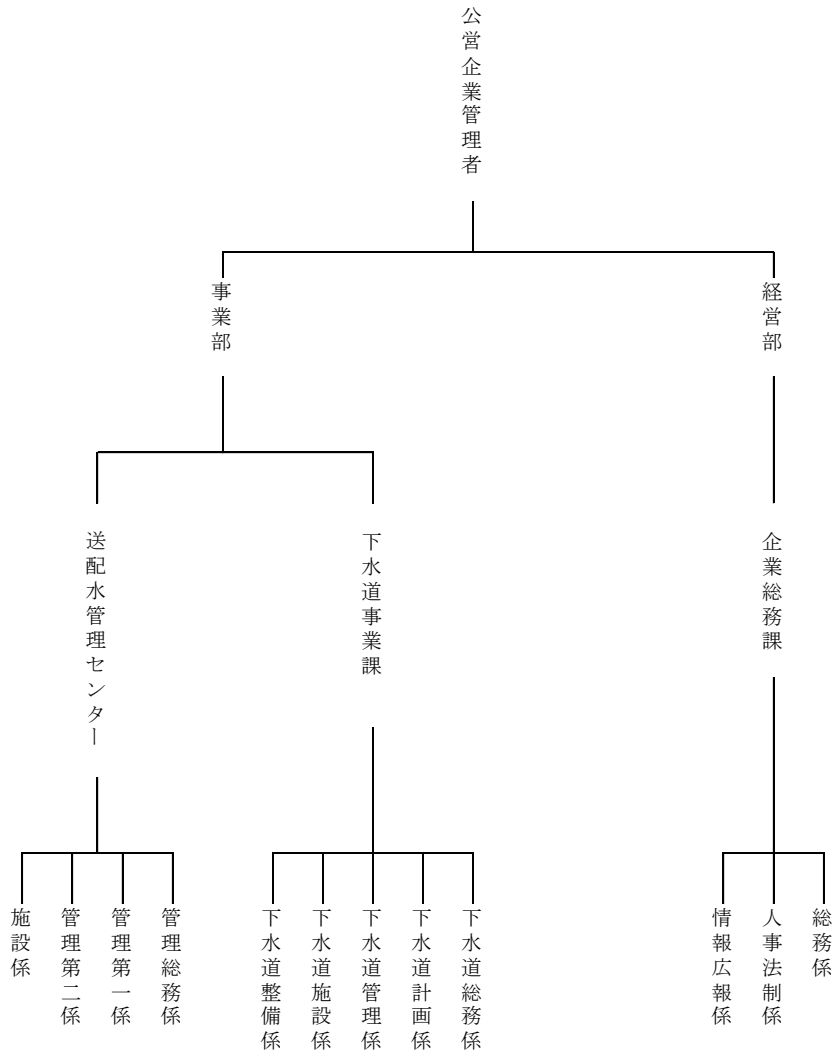 公営企業管理者
経営部
事業部
企業総務課
下水道事業課
送配水管理センター
総務係
人事法制係
情報広報係
下水道総務係
下水道計画係
下水道管理係
下水道施設係
下水道整備係
管理総務係
管理第一係
管理第二係
施設係